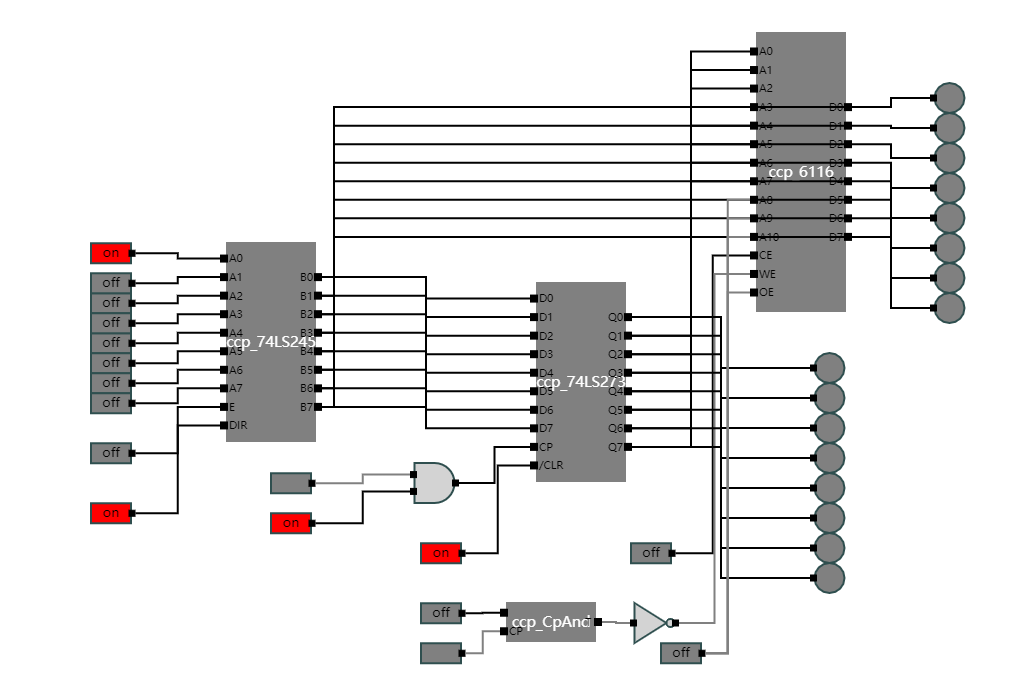 A0
A1
A2
A3 D0
A4 D1
A5 D2
A6 D3
ccp_6116
A7 D4
A8 D5
A9 D6
A10 D7
CE
WE
OE
on
off
off
off
off
off
off
off
off
on
A0
A1 B0
A2 B1
A3 B2
A4 B3
ccp_74LS245
A5 B4
A6 B5
A7 B6
E B7
DIR
D0
D1 Q0
D2 Q1
D3 Q2
D4 Q3
ccp_74LS273
D5 Q4
D6 Q5
D7 Q6
CP Q7
/CLR
on
on
off
off
ccp_CpAnd
CP
off